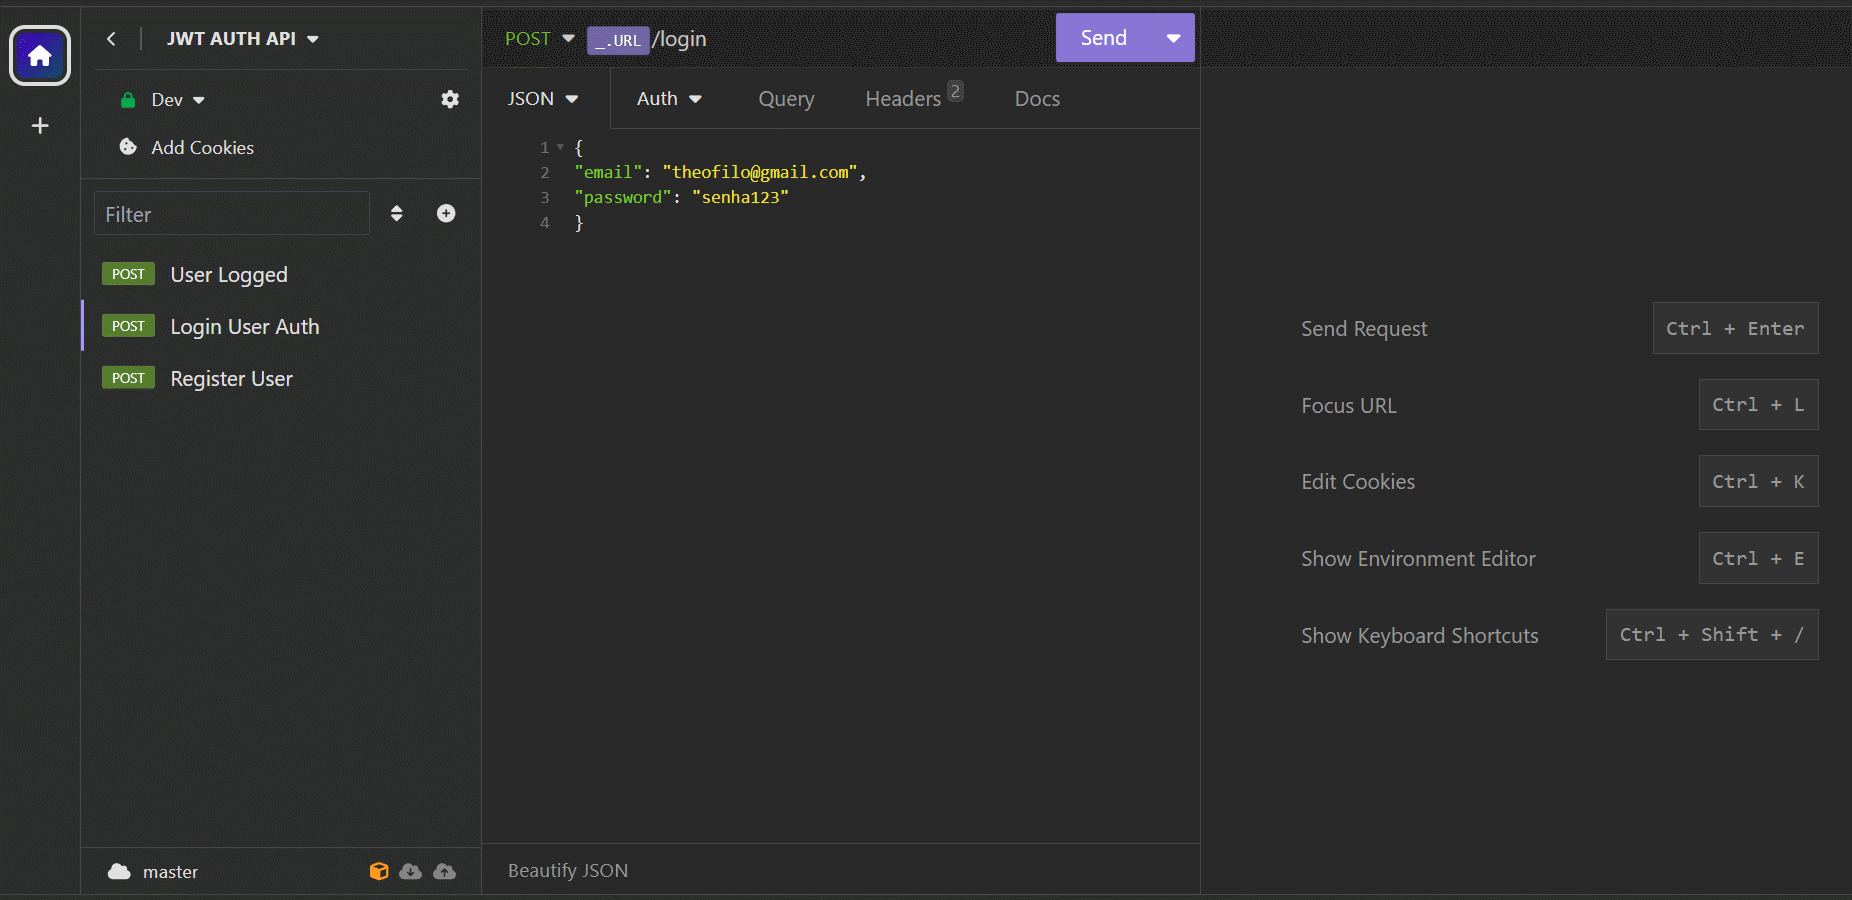 JWT AUTH API
Dev
Add Cookies
Filter
POST User Logged
POST Login User Auth
POST Register User
master
POST _.URL/login
Send
JSON Auth Query Headers 2 Docs
1 {
2 "email": "theofilo@gmail.com",
3 "password": "senha123"
4 }
Beautify JSON
Send Request Ctrl + Enter
Focus URL Ctrl + L
Edit Cookies Ctrl + K
Show Environment Editor Ctrl + E
Show Keyboard Shortcuts Ctrl + Shift + /